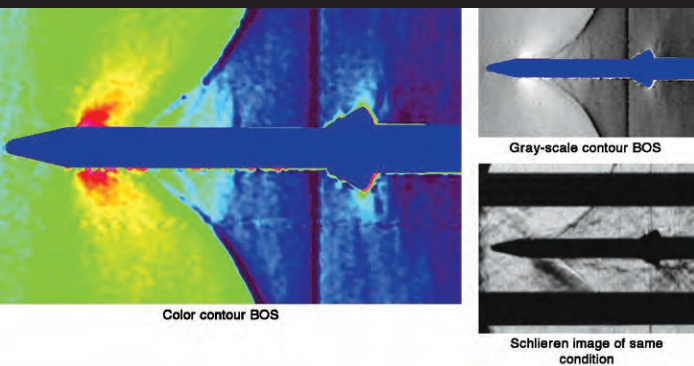 Color contour BOS
Gray-scale contour BOS
Schlieren image of same
condition